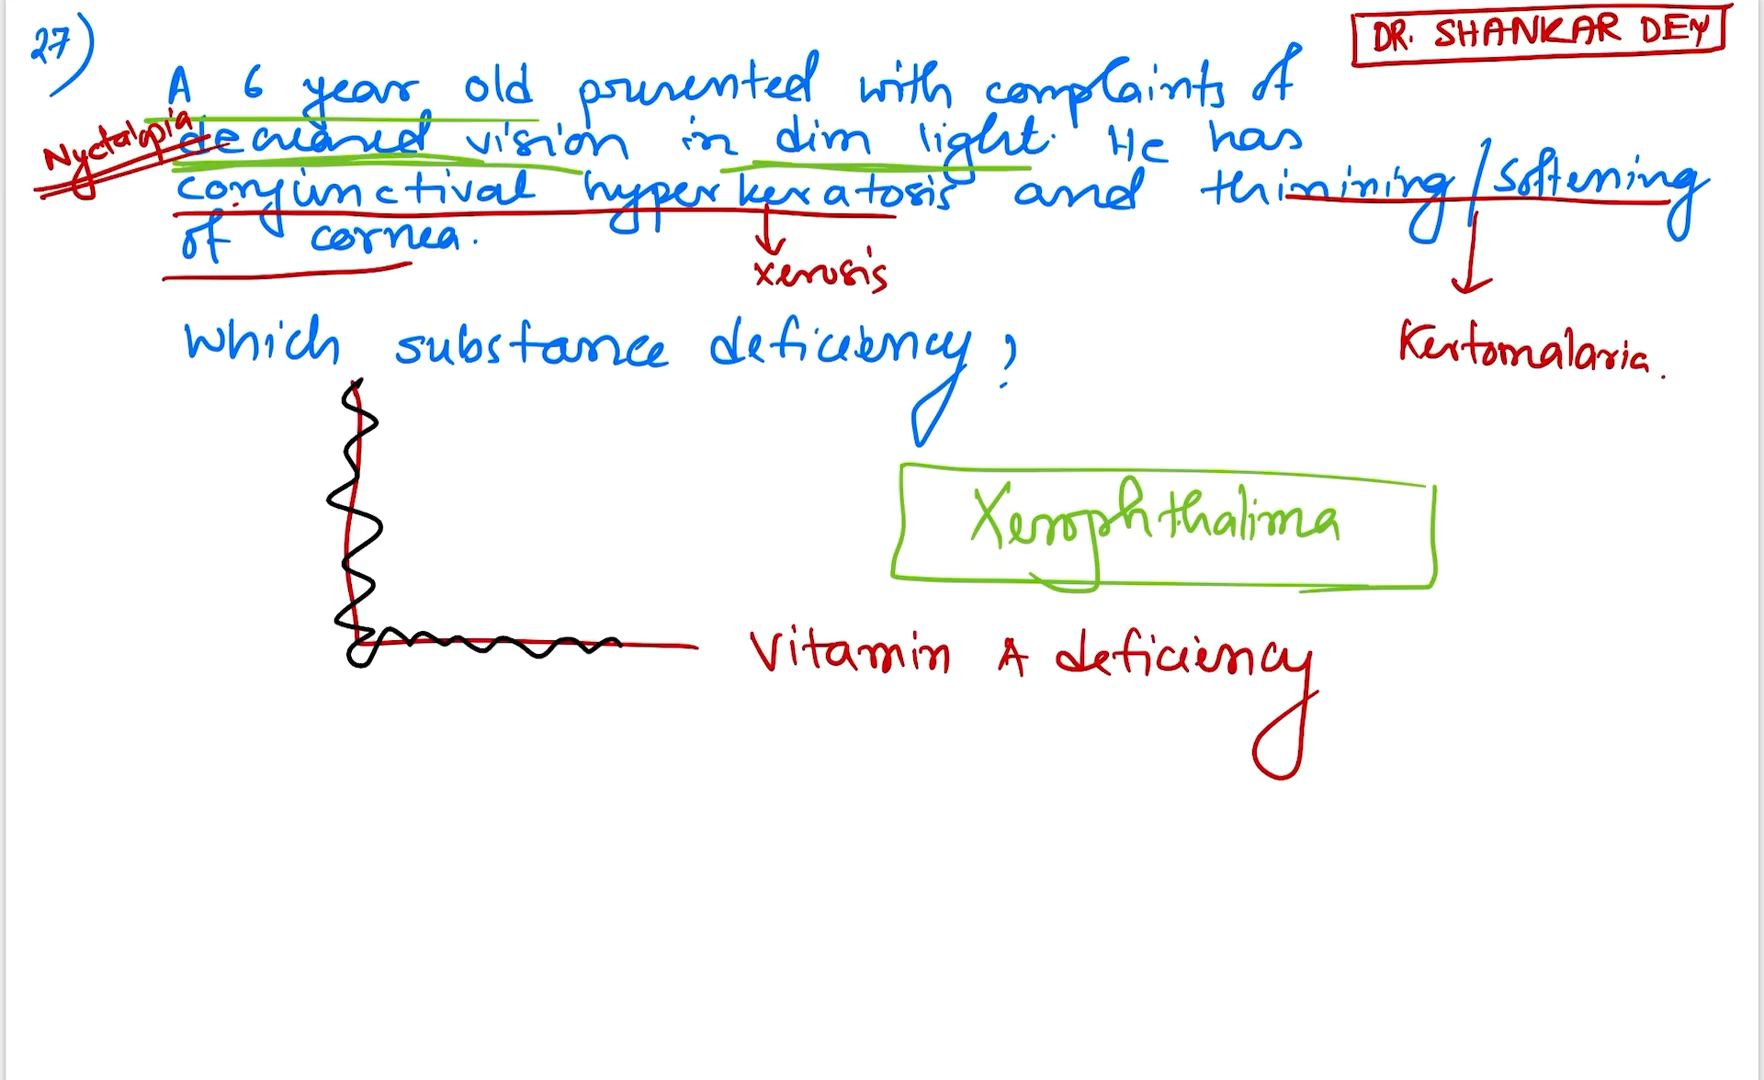 27)
DR. SHANKAR DEY
A 6 year old presented with complaints of
Nyctalopia
decreased vision in dim light. He has
conjunctival hyperkeratosis and thinining / Softening
of cornea.
xerosis
Which substance deficiency?
Kertomalaria.
Xerophthalima
Vitamin A deficiency